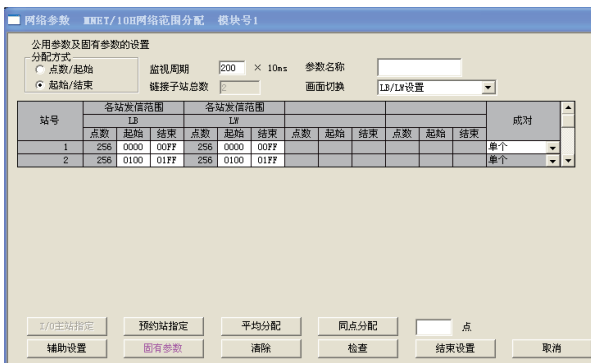 网络参数 MNET/10H网络范围分配 模块号1
公用参数及固有参数的设置
分配方式
点数/起始
起始/结束
监视周期 200 × 10ms 参数名称
链接子站总数 2 画面切换 LB/LW设置
站号 各站发信范围 各站发信范围 成对
LB LW
点数 起始 结束 点数 起始 结束 点数 起始 结束 点数 起始 结束
1 256 0000 00FF 256 0000 00FF 单个
2 256 0100 01FF 256 0100 01FF 单个
I/O主站指定 预约站指定 平均分配 同点分配 点
辅助设置 固有参数 清除 检查 结束设置 取消